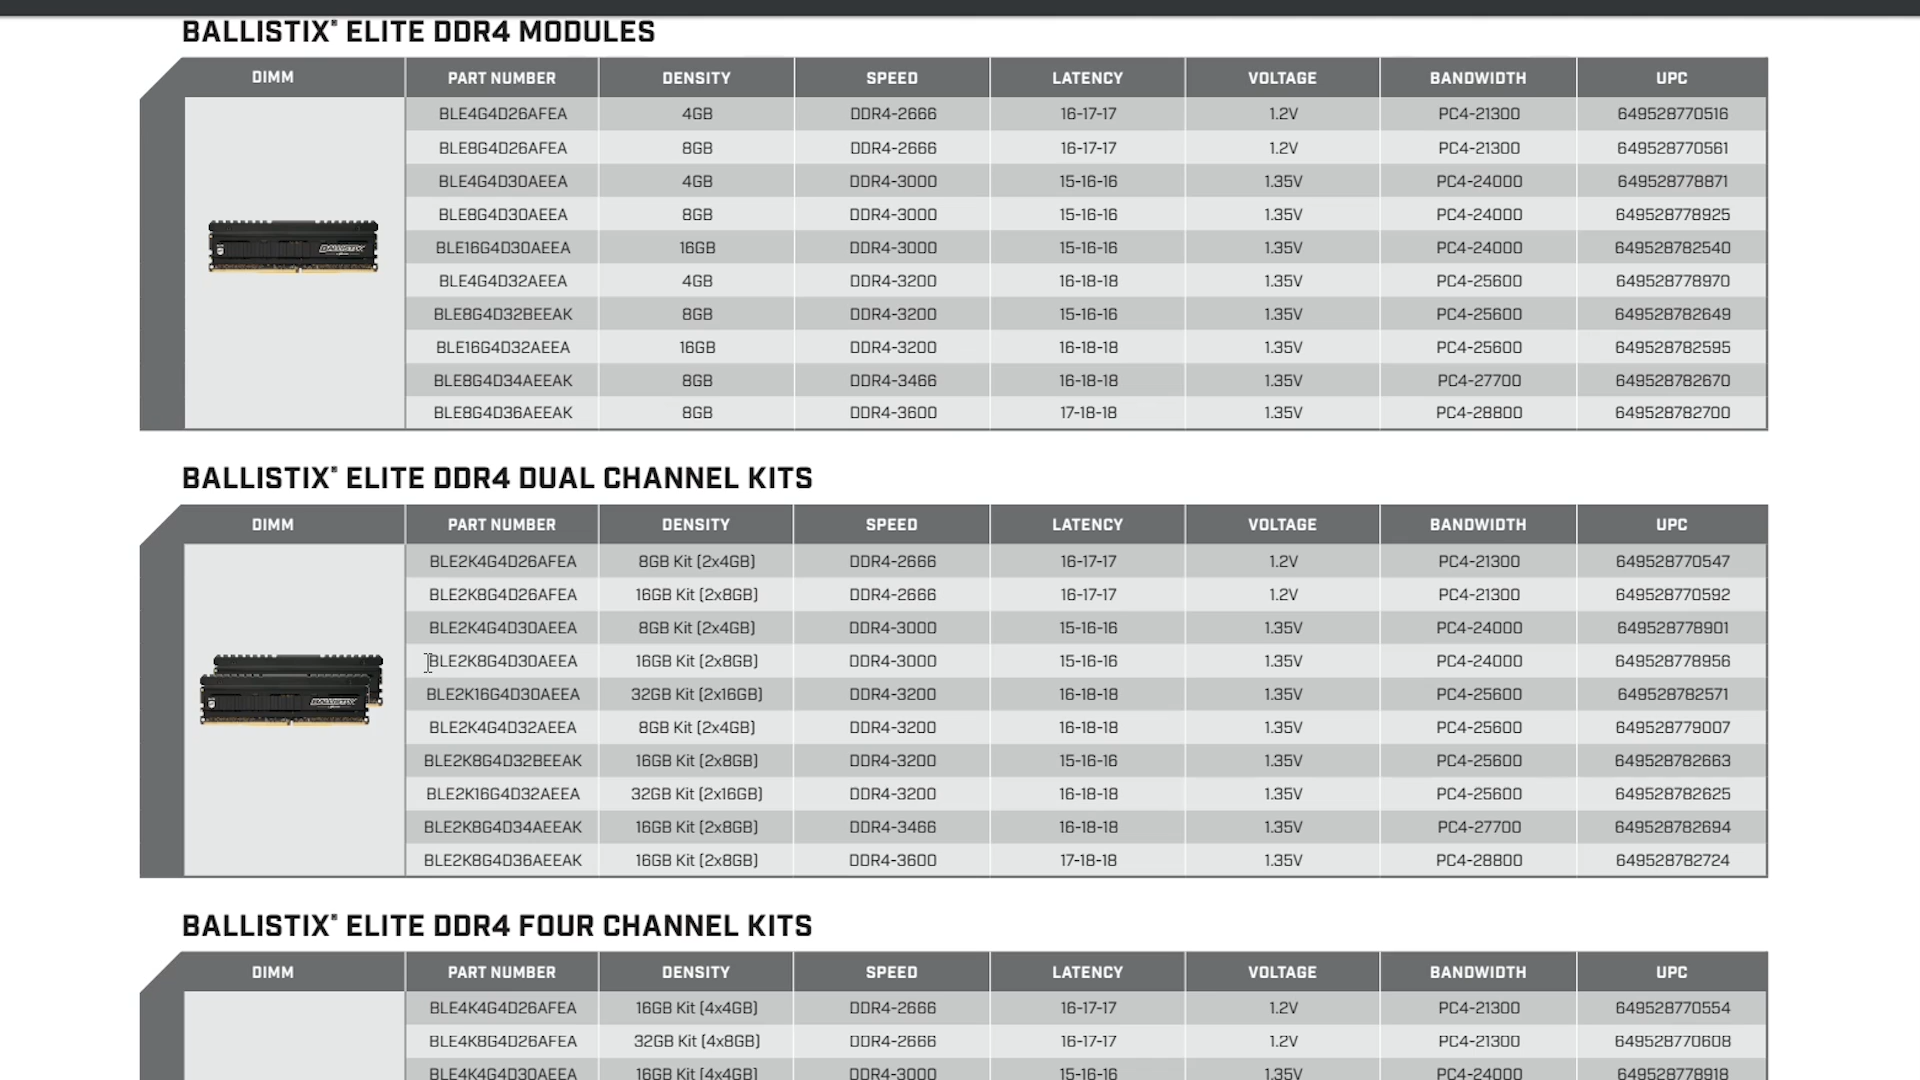 BALLISTIX® ELITE DDR4 MODULES
DIMM PART NUMBER DENSITY SPEED LATENCY VOLTAGE BANDWIDTH UPC
BLE4G4D26AFEA 4GB DDR4-2666 16-17-17 1.2V PC4-21300 649528770516
BLE8G4D26AFEA 8GB DDR4-2666 16-17-17 1.2V PC4-21300 649528770561
BLE4G4D30AEEA 4GB DDR4-3000 15-16-16 1.35V PC4-24000 649528778871
BLE8G4D30AEEA 8GB DDR4-3000 15-16-16 1.35V PC4-24000 649528778925
BLE16G4D30AEEA 16GB DDR4-3000 15-16-16 1.35V PC4-24000 649528782540
BLE4G4D32AEEA 4GB DDR4-3200 16-18-18 1.35V PC4-25600 649528778970
BLE8G4D32BEEAK 8GB DDR4-3200 15-16-16 1.35V PC4-25600 649528782649
BLE16G4D32AEEA 16GB DDR4-3200 16-18-18 1.35V PC4-25600 649528782595
BLE8G4D34AEEAK 8GB DDR4-3466 16-18-18 1.35V PC4-27700 649528782670
BLE8G4D36AEEAK 8GB DDR4-3600 17-18-18 1.35V PC4-28800 649528782700
BALLISTIX
BALLISTIX® ELITE DDR4 DUAL CHANNEL KITS
DIMM PART NUMBER DENSITY SPEED LATENCY VOLTAGE BANDWIDTH UPC
BLE2K4G4D26AFEA 8GB Kit (2x4GB) DDR4-2666 16-17-17 1.2V PC4-21300 649528770547
BLE2K8G4D26AFEA 16GB Kit (2x8GB) DDR4-2666 16-17-17 1.2V PC4-21300 649528770592
BLE2K4G4D30AEEA 8GB Kit (2x4GB) DDR4-3000 15-16-16 1.35V PC4-24000 649528778901
BLE2K8G4D30AEEA 16GB Kit (2x8GB) DDR4-3000 15-16-16 1.35V PC4-24000 649528778956
BLE2K16G4D30AEEA 32GB Kit (2x16GB) DDR4-3200 16-18-18 1.35V PC4-25600 649528782571
BLE2K4G4D32AEEA 8GB Kit (2x4GB) DDR4-3200 16-18-18 1.35V PC4-25600 649528779007
BLE2K8G4D32BEEAK 16GB Kit (2x8GB) DDR4-3200 15-16-16 1.35V PC4-25600 649528782663
BLE2K16G4D32AEEA 32GB Kit (2x16GB) DDR4-3200 16-18-18 1.35V PC4-25600 649528782625
BLE2K8G4D34AEEAK 16GB Kit (2x8GB) DDR4-3466 16-18-18 1.35V PC4-27700 649528782694
BLE2K8G4D36AEEAK 16GB Kit (2x8GB) DDR4-3600 17-18-18 1.35V PC4-28800 649528782724
BALLISTIX
BALLISTIX® ELITE DDR4 FOUR CHANNEL KITS
DIMM PART NUMBER DENSITY SPEED LATENCY VOLTAGE BANDWIDTH UPC
BLE4K4G4D26AFEA 16GB Kit (4x4GB) DDR4-2666 16-17-17 1.2V PC4-21300 649528770554
BLE4K8G4D26AFEA 32GB Kit (4x8GB) DDR4-2666 16-17-17 1.2V PC4-21300 649528770608
BLE4K4G4D30AEEA 16GB Kit (4x4GB) DDR4-3000 15-16-16 1.35V PC4-24000 649528778918